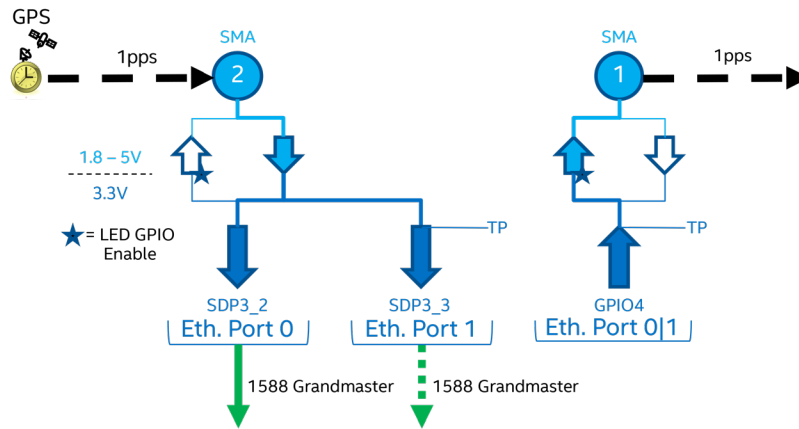 GPS
SMA
SMA
1pps
2
1
1pps
1.8 – 5V
3.3V
= LED GPIO
Enable
TP
TP
SDP3_2
SDP3_3
GPIO4
Eth. Port 0
Eth. Port 1
Eth. Port 0|1
1588 Grandmaster
1588 Grandmaster